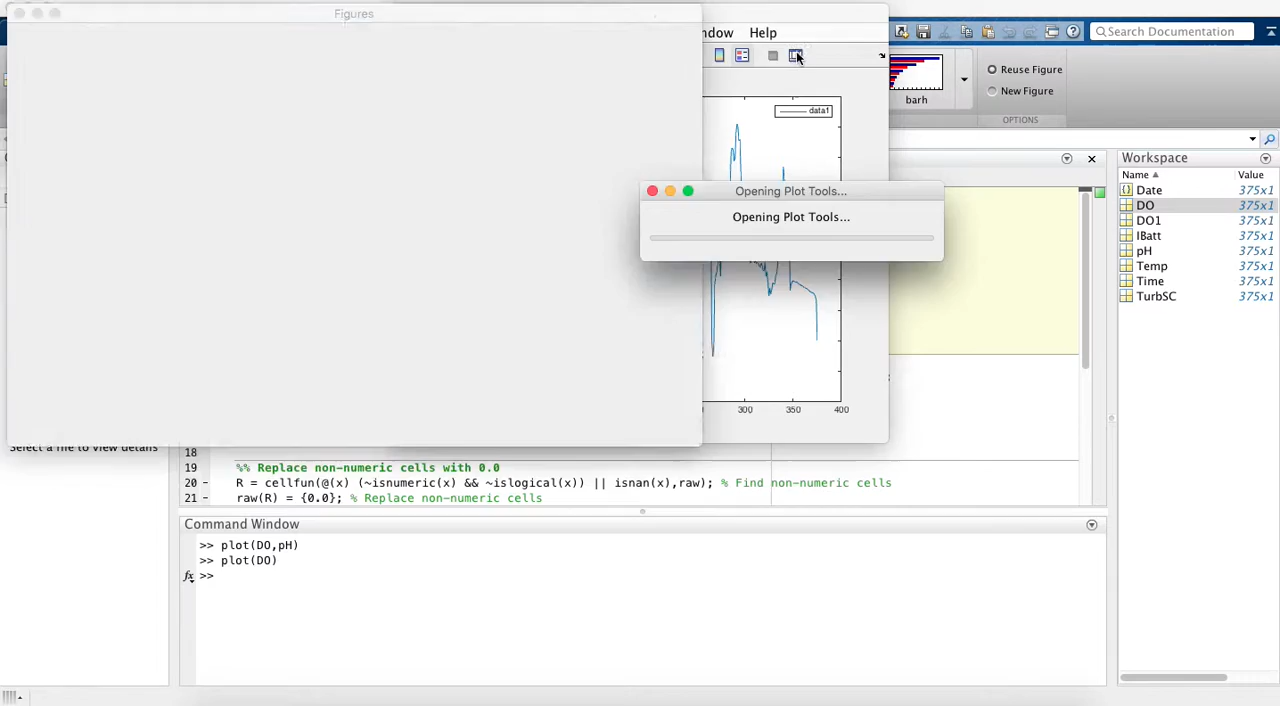 Figures
ndow Help
Search Documentation
barh
Reuse Figure
New Figure
OPTIONS
data1
Opening Plot Tools...
Opening Plot Tools...
300 350 400
Workspace
Name Value
Date 375x1
DO 375x1
DO1 375x1
IBatt 375x1
pH 375x1
Temp 375x1
Time 375x1
TurbSC 375x1
Select a file to view details
18
19 %% Replace non-numeric cells with 0.0
20 - R = cellfun(@(x) (~isnumeric(x) && ~islogical(x)) || isnan(x),raw); % Find non-numeric cells
21 - raw(R) = {0.0}; % Replace non-numeric cells
Command Window
>> plot(DO,pH)
>> plot(DO)
fx >>